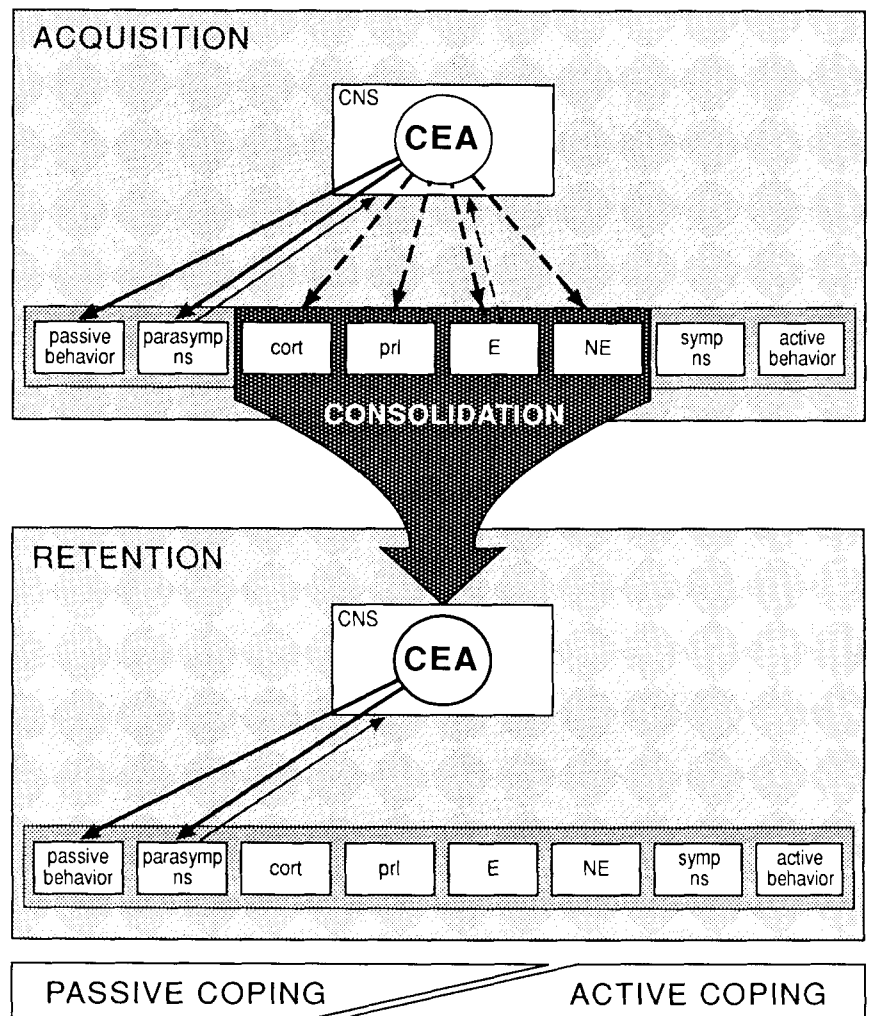 ACQUISITION
CNS
CEA
passive
behavior
parasymp
ns
cort
prl
E
NE
symp
ns
active
behavior
CONSOLIDATION
RETENTION
CNS
CEA
passive
behavior
parasymp
ns
cort
prl
E
NE
symp
ns
active
behavior
PASSIVE COPING
ACTIVE COPING